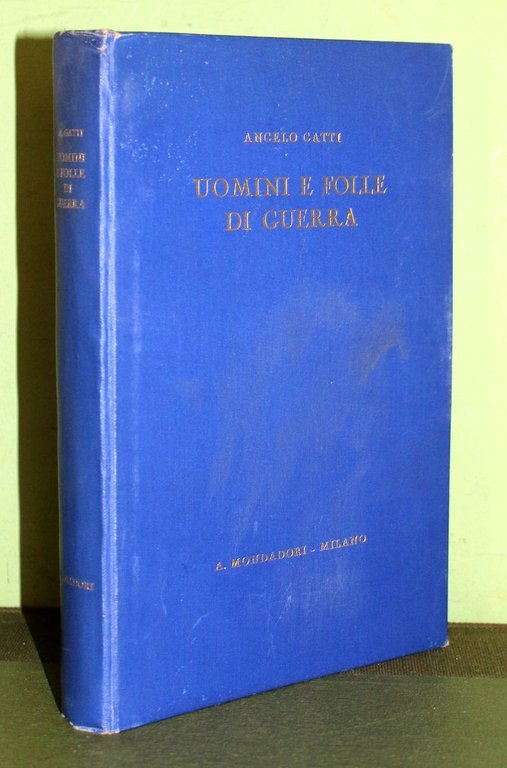 ANGELO GATTI
UOMINI E FOLLE
DI GUERRA
A. MONDADORI - MILANO
A. GATTI
UOMINI
E FOLLE
DI
GUERRA